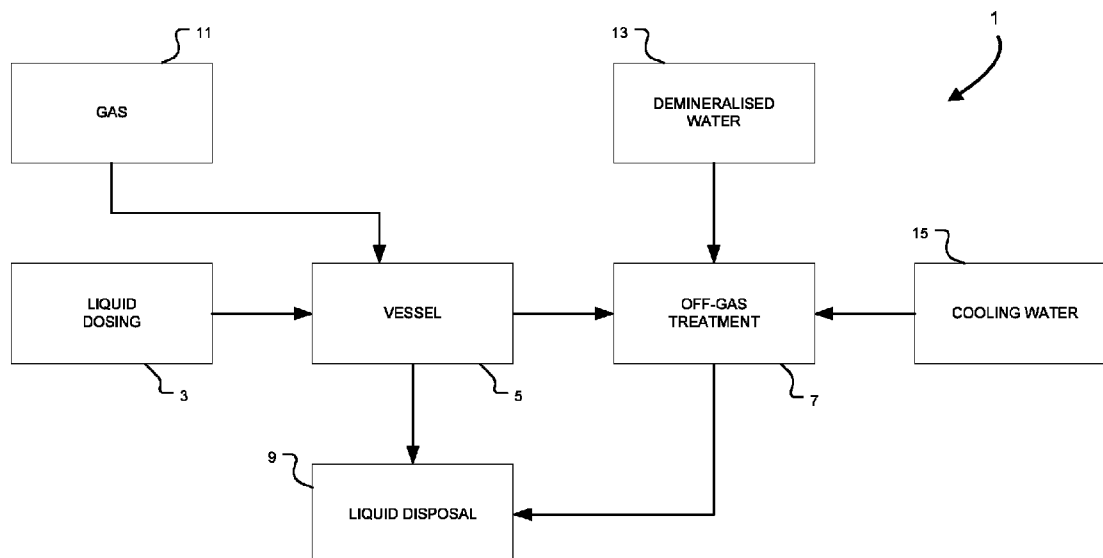 1
11
13
GAS
DEMINERALISED
WATER
15
LIQUID
DOSING
VESSEL
OFF-GAS
TREATMENT
COOLING WATER
3
5
7
9
LIQUID DISPOSAL